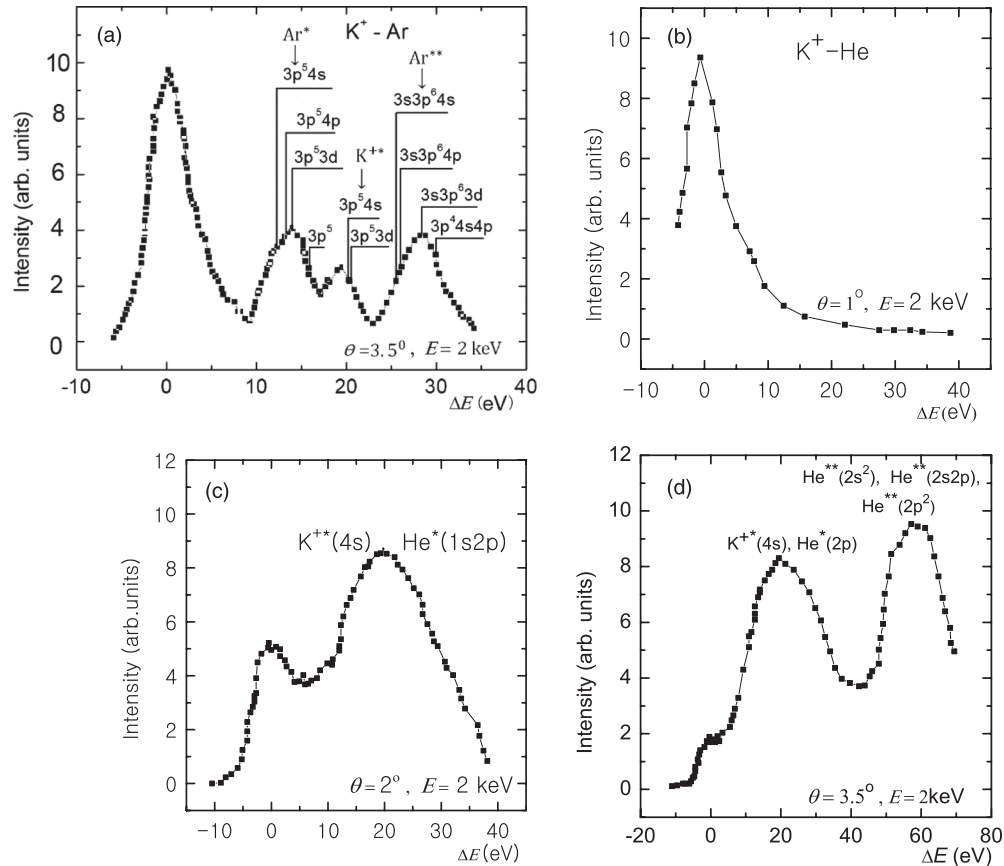 (a)
K⁺ - Ar
Ar*
Ar**
3p⁵4s
3s3p⁶4s
3p⁵4p
K⁺*
3p⁵3d
3p⁵4s
3s3p⁶4p
3s3p⁶3d
3p⁵
3p⁵3d
3p⁴4s4p
θ=3.5⁰, E=2 keV
Intensity (arb. units)
10
8
6
4
2
0
-10 0 10 20 30 40
ΔE (eV)
(b)
K⁺–He
θ=1⁰, E=2 keV
Intensity (arb. units)
10
8
6
4
2
0
−10 0 10 20 30 40
ΔE(eV)
(c)
K⁺*(4s) He*(1s2p)
θ=2⁰, E=2 keV
Intensity (arb.units)
12
10
8
6
4
2
0
−10 0 10 20 30 40
ΔE(eV)
(d)
He**(2s²), He**(2s2p),
He**(2p²)
K⁺*(4s), He*(2p)
θ=3.5⁰, E=2keV
Intensity (arb. units)
12
10
8
6
4
2
0
-20 0 20 40 60 80
ΔE (eV)